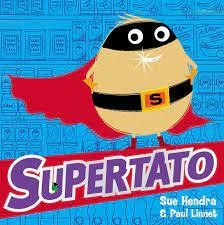 S
SUPERTATO
Sue Hendra
& Paul Linnet